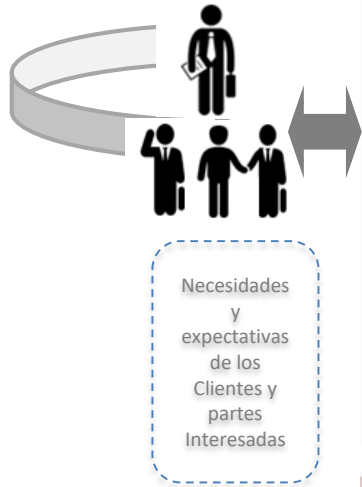 Necesidades
y
expectativas
de los
Clientes y
partes
Interesadas